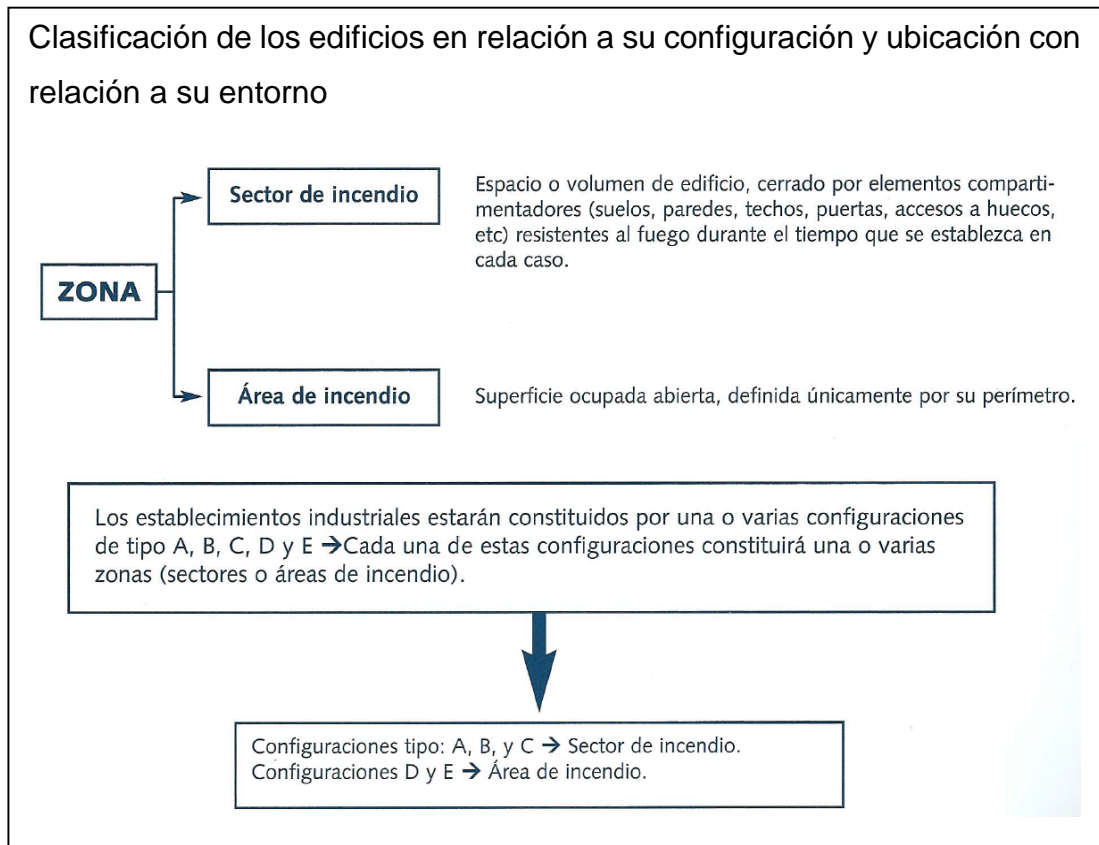 Clasificación de los edificios en relación a su configuración y ubicación con
relación a su entorno
Sector de incendio
Espacio o volumen de edificio, cerrado por elementos comparti-
mentadores (suelos, paredes, techos, puertas, accesos a huecos,
etc) resistentes al fuego durante el tiempo que se establezca en
cada caso.
ZONA
Área de incendio
Superficie ocupada abierta, definida únicamente por su perímetro.
Los establecimientos industriales estarán constituidos por una o varias configuraciones
de tipo A, B, C, D y E →Cada una de estas configuraciones constituirá una o varias
zonas (sectores o áreas de incendio).
Configuraciones tipo: A, B, y C → Sector de incendio.
Configuraciones D y E → Área de incendio.